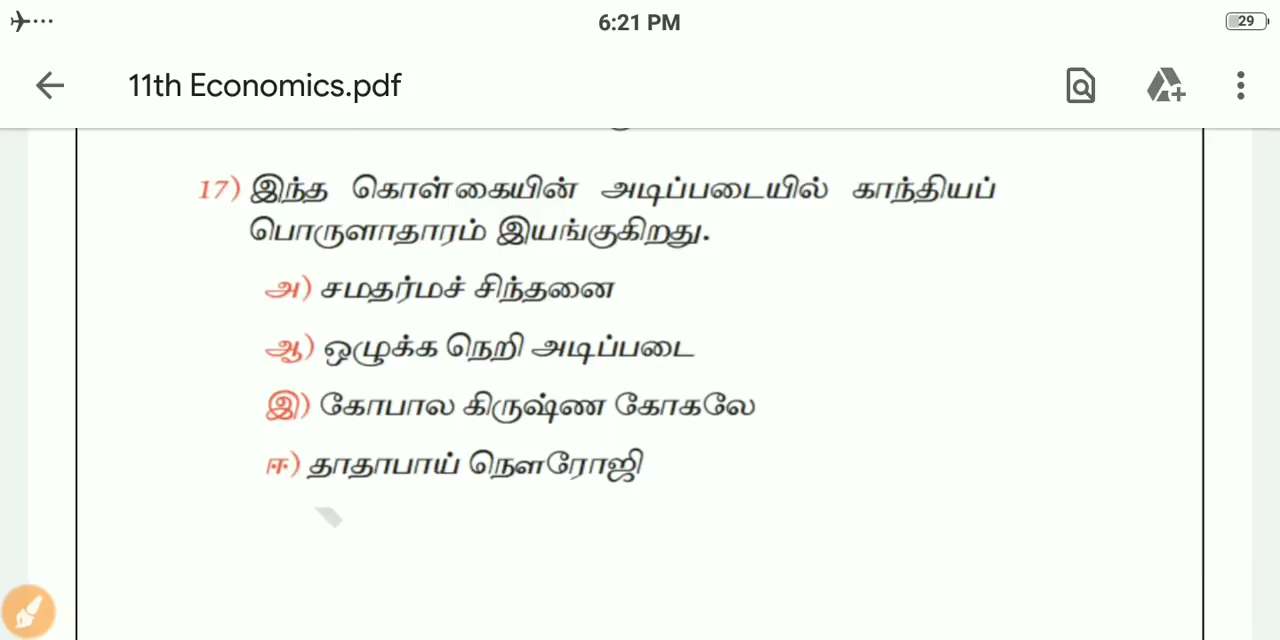 6:21 PM
29
11th Economics.pdf
17) இந்த கொள்கையின் அடிப்படையில் காந்தியப்
பொருளாதாரம் இயங்குகிறது.
அ) சமதர்மச் சிந்தனை
ஆ) ஒழுக்க நெறி அடிப்படை
இ) கோபால கிருஷ்ண கோகலே
ஈ) தாதாபாய் நௌரோஜி